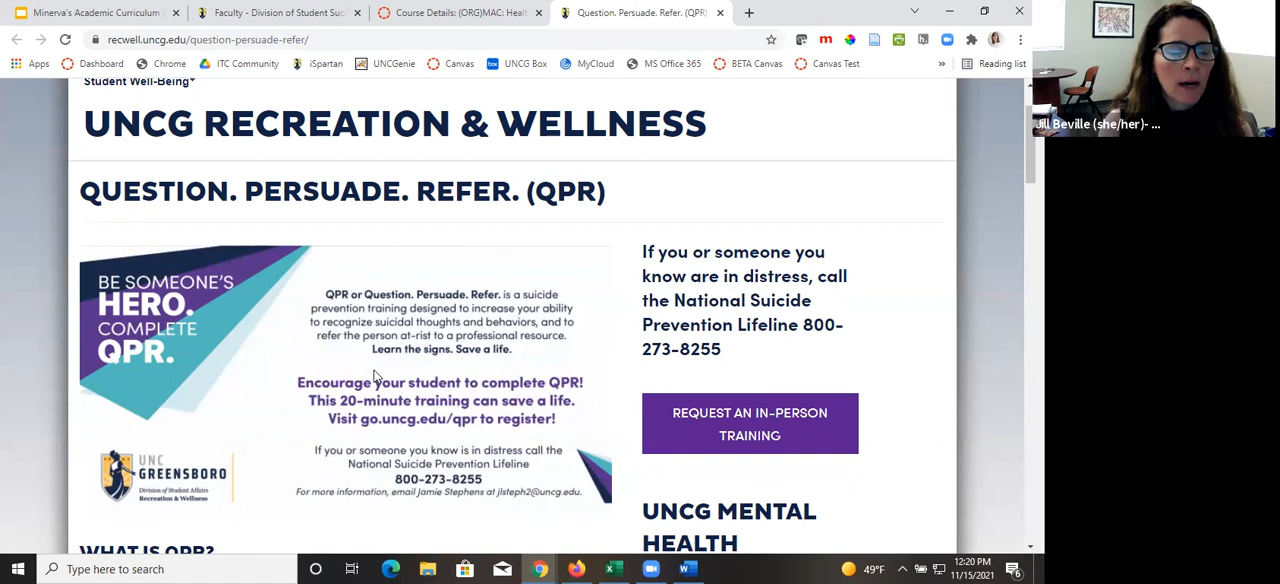 Minerva's Academic Curriculum
Faculty - Division of Student Suc
Course Details: (ORG)MAC: Heal
Question. Persuade. Refer. (QPR)
recwell.uncg.edu/question-persuade-refer/
Apps Dashboard Chrome ITC Community iSpartan UNCGenie Canvas UNCG Box MyCloud MS Office 365 BETA Canvas Canvas Test » Reading list
Student Well-Being
UNCG RECREATION & WELLNESS
QUESTION. PERSUADE. REFER. (QPR)
BE SOMEONE'S
HERO.
COMPLETE
QPR.
UNC
GREENSBORO
Division of Student Affairs
Recreation & Wellness
QPR or Question. Persuade. Refer. is a suicide
prevention training designed to increase your ability
to recognize suicidal thoughts and behaviors, and to
refer the person at-rist to a professional resource.
Learn the signs. Save a life.
Encourage your student to complete QPR!
This 20-minute training can save a life.
Visit go.uncg.edu/qpr to register!
If you or someone you know is in distress call the
National Suicide Prevention Lifeline
800-273-8255
For more information, email Jamie Stephens at jlsteph2@uncg.edu.
If you or someone you
know are in distress, call
the National Suicide
Prevention Lifeline 800-
273-8255
REQUEST AN IN-PERSON
TRAINING
UNCG MENTAL
HEALTH
WHAT IS QPR?
Jill Beville (she/her)- ...
Type here to search
49°F
12:20 PM
11/15/2021
6